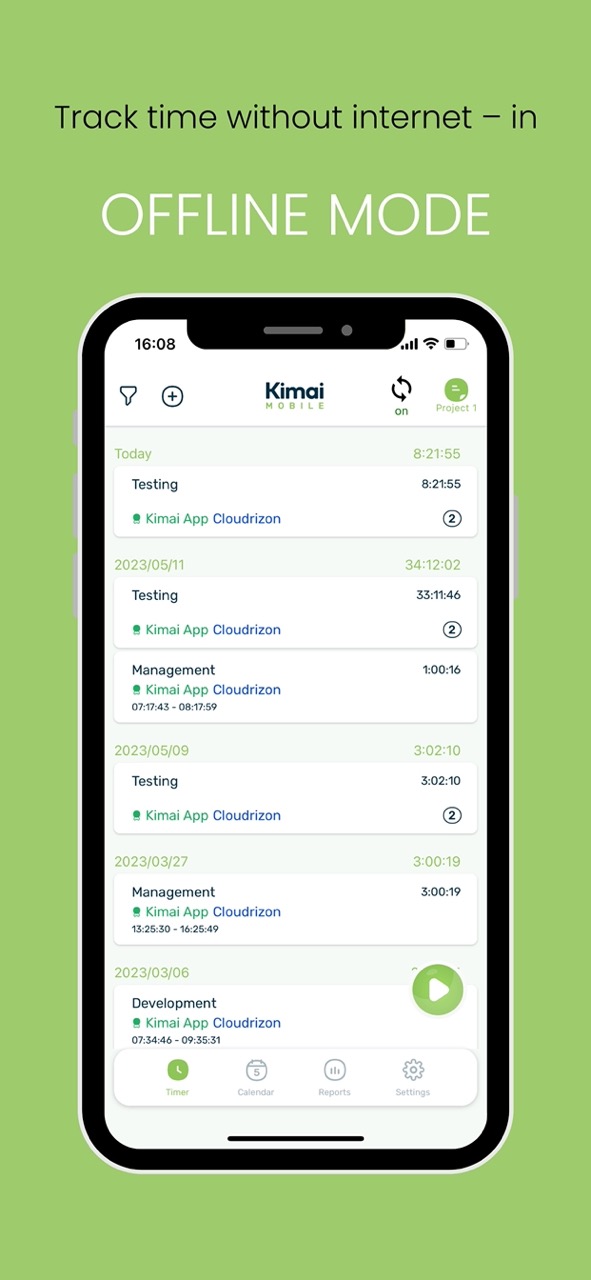 Track time without internet – in
OFFLINE MODE
16:08
Kimai
MOBILE
on
Project 1
Today 8:21:55
Testing 8:21:55
Kimai App Cloudrizon 2
2023/05/11 34:12:02
Testing 33:11:46
Kimai App Cloudrizon 2
Management 1:00:16
Kimai App Cloudrizon
07:17:43 - 08:17:59
2023/05/09 3:02:10
Testing 3:02:10
Kimai App Cloudrizon 2
2023/03/27 3:00:19
Management 3:00:19
Kimai App Cloudrizon
13:25:30 - 16:25:49
2023/03/06
Development
Kimai App Cloudrizon
07:34:46 - 09:35:31
5
Timer Calendar Reports Settings